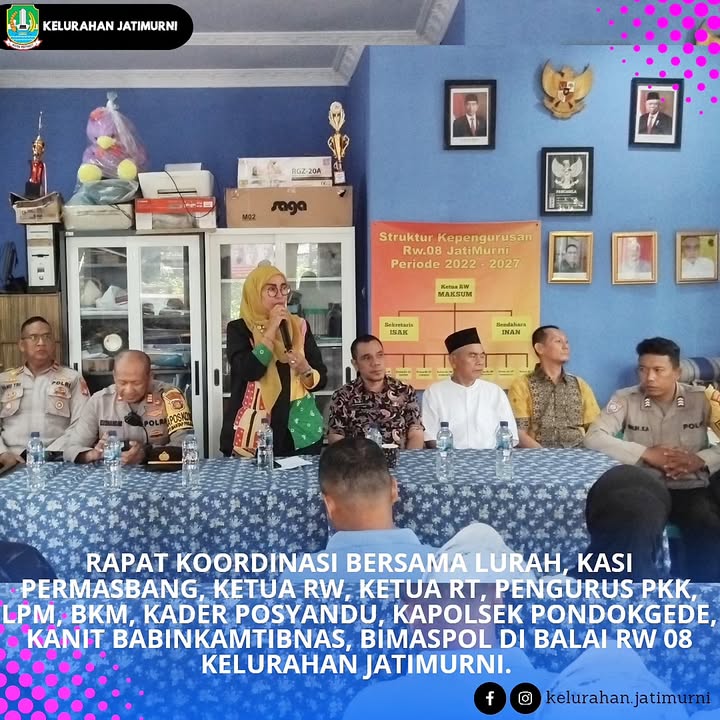 KELURAHAN JATIMURNI
RGZ-20A
saga
M02
PANCASILA
Struktur Kepengurusan
Rw.08 JatiMurni
Periode 2022 - 2027
Ketua RW
MAKSUM
Sekretaris
ISAK
Bendahara
INAN
POLRI
RAPAT KOORDINASI BERSAMA LURAH, KASI
PERMASBANG, KETUA RW, KETUA RT, PENGURUS PKK,
LPM, BKM, KADER POSYANDU, KAPOLSEK PONDOKGEDE,
KANIT BABINKAMTIBNAS, BIMASPOL DI BALAI RW 08
KELURAHAN JATIMURNI.
kelurahan.jatimurni